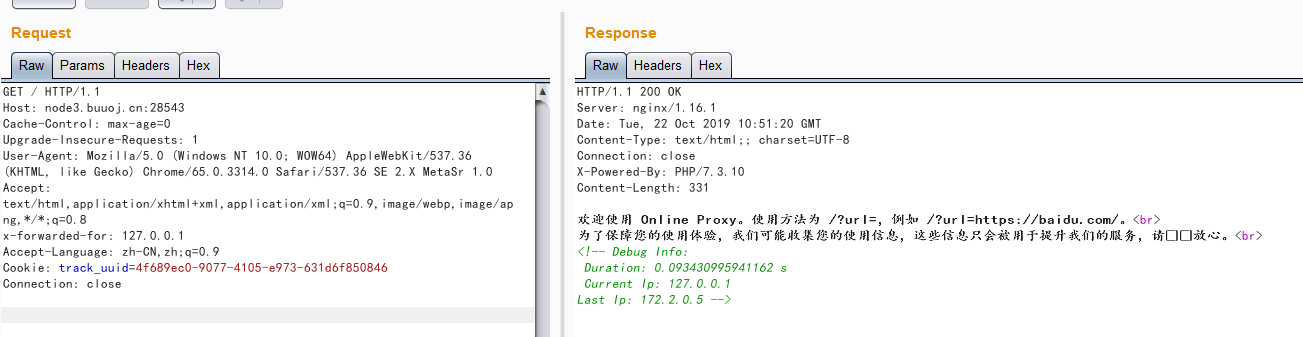 Request
Raw Params Headers Hex
GET / HTTP/1.1
Host: node3.buuoj.cn:28543
Cache-Control: max-age=0
Upgrade-Insecure-Requests: 1
User-Agent: Mozilla/5.0 (Windows NT 10.0; WOW64) AppleWebKit/537.36
(KHTML, like Gecko) Chrome/65.0.3314.0 Safari/537.36 SE 2.X MetaSr 1.0
Accept:
text/html,application/xhtml+xml,application/xml;q=0.9,image/webp,image/ap
ng,*/*;q=0.8
x-forwarded-for: 127.0.0.1
Accept-Language: zh-CN,zh;q=0.9
Cookie: track_uuid=4f689ec0-9077-4105-e973-631d6f850846
Connection: close
Response
Raw Headers Hex
HTTP/1.1 200 OK
Server: nginx/1.16.1
Date: Tue, 22 Oct 2019 10:51:20 GMT
Content-Type: text/html;; charset=UTF-8
Connection: close
X-Powered-By: PHP/7.3.10
Content-Length: 331
欢迎使用 Online Proxy。使用方法为 /?url=, 例如 /?url=https://baidu.com/。<br>
为了保障您的使用体验, 我们可能收集您的使用信息, 这些信息只会被用于提升我们的服务, 请□□放心。<br>
<!-- Debug Info:
Duration: 0.093430995941162 s
Current Ip: 127.0.0.1
Last Ip: 172.2.0.5 -->